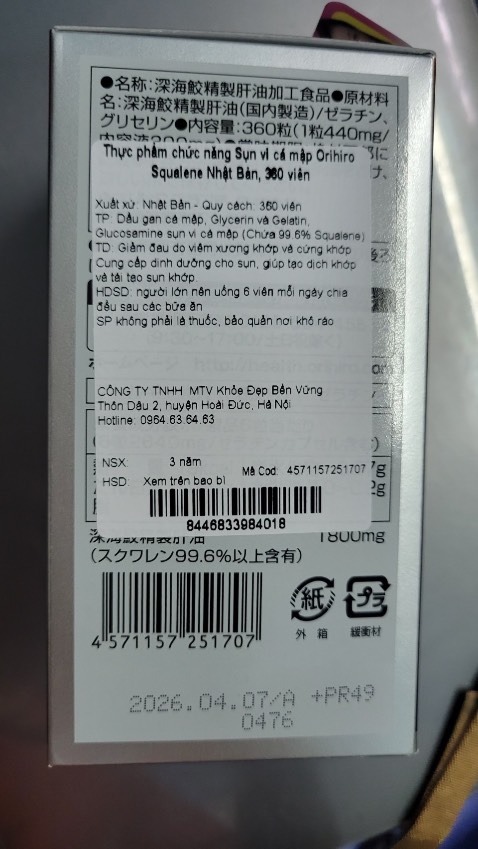 ●名称:深海鮫精製肝油加工食品●原材料
名:深海鮫精製肝油(国内製造)/ゼラチン、
グリセリン●内容量:360粒(1粒440mg/
Thực phẩm chức năng Sụn vi cá mập Orihiro
Squalene Nhật Bản, 360 viên
Xuất xứ: Nhật Bản - Quy cách: 360 viên
TP: Dầu gan cá mập, Glycerin và Gelatin,
Glucosamine sụn vi cá mập (Chứa 99.6% Squalene)
TD: Giảm đau do viêm xương khớp và cứng khớp
Cung cấp dinh dưỡng cho sụn, giúp tạo dịch khớp
và tái tạo sụn khớp.
HDSD: người lớn nên uống 6 viên mỗi ngày chia
đều sau các bữa ăn
SP không phải là thuốc, bảo quản nơi khô ráo
CÔNG TY TNHH MTV Khỏe Đẹp Bền Vững
Thôn Dậu 2, huyện Hoài Đức, Hà Nội
Hotline: 0964.63.64.63
NSX: 3 năm
Mã Cod: 4571157251707
HSD: Xem trên bao bì
8446833984018
深海鮫精製肝油 1800mg
(スクワレン99.6%以上含有)
4 571157 251707
紙 プラ
外箱 緩衝材
2026.04.07/A +PR49
0476